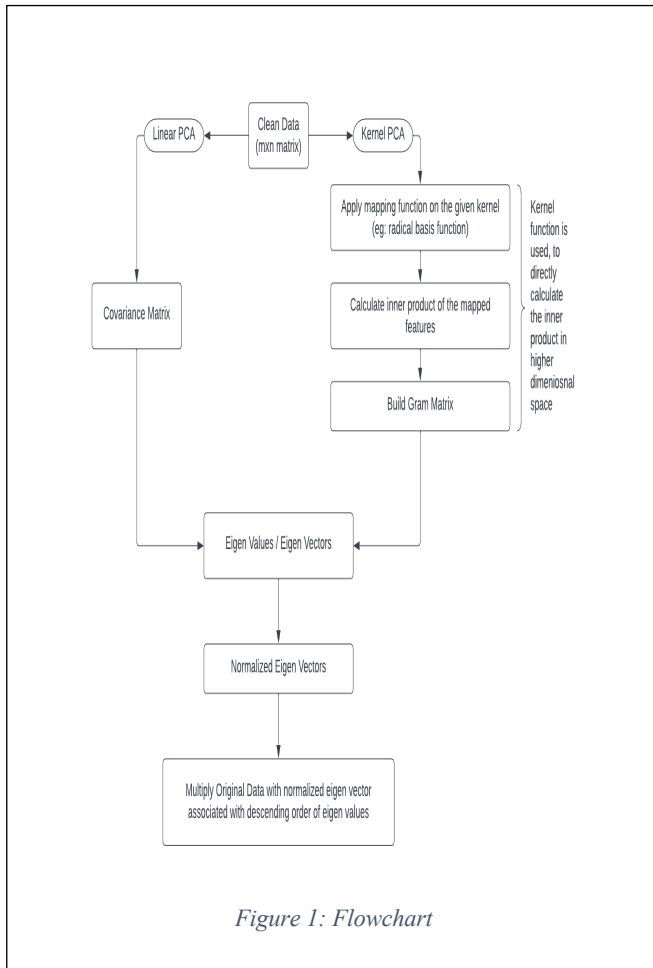 Clean Data
(mxn matrix)
Linear PCA
Kernel PCA
Apply mapping function on the given kernel
(eg: radical basis function)
Calculate inner product of the mapped
features
Build Gram Matrix
Kernel
function is
used, to
directly
calculate
the inner
product in
higher
dimeniosnal
space
Covariance Matrix
Eigen Values / Eigen Vectors
Normalized Eigen Vectors
Multiply Original Data with normalized eigen vector
associated with descending order of eigen values
Figure 1: Flowchart